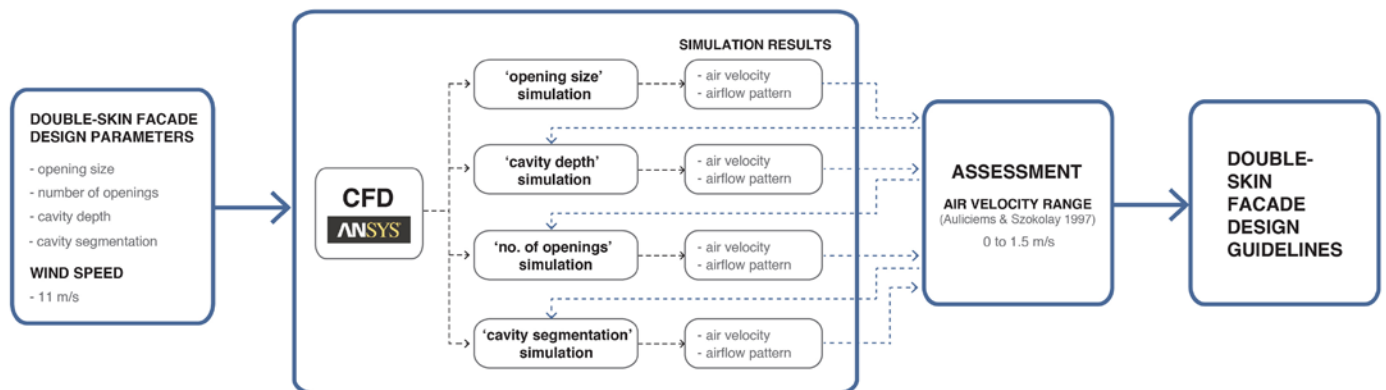 DOUBLE-SKIN FACADE
DESIGN PARAMETERS
- opening size
- number of openings
- cavity depth
- cavity segmentation
WIND SPEED
- 11 m/s
CFD
ANSYS
SIMULATION RESULTS
'opening size'
simulation
- air velocity
- airflow pattern
'cavity depth'
simulation
- air velocity
- airflow pattern
'no. of openings'
simulation
- air velocity
- airflow pattern
'cavity segmentation'
simulation
- air velocity
- airflow pattern
ASSESSMENT
AIR VELOCITY RANGE
(Auliciems & Szokolay 1997)
0 to 1.5 m/s
DOUBLE-
SKIN
FACADE
DESIGN
GUIDELINES